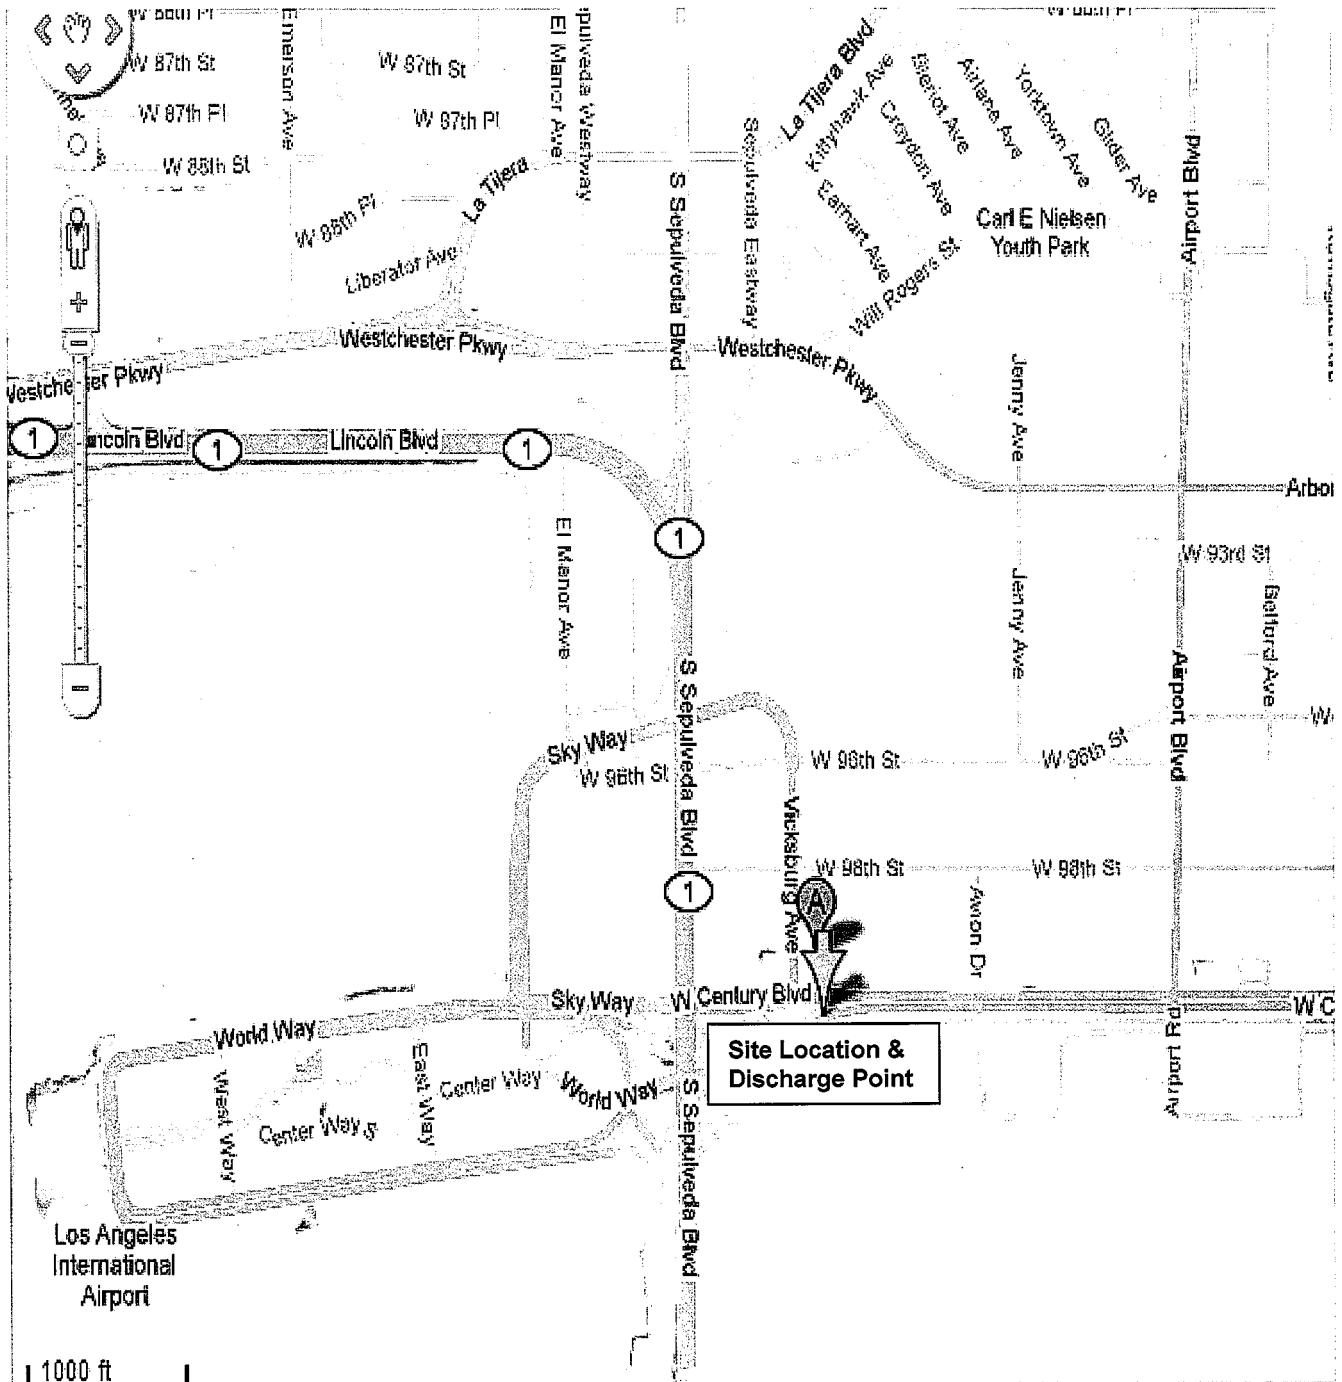 W 87th St
W 87th St
W 87th Pl
W 87th Pl
W 88th St
Emerson Ave
El Manor Ave
pulveda Westway
La Tijera Blvd
Kittyhawk Ave
Bleriot Ave
Airlane Ave
Yorktown Ave
Croydon Ave
Glider Ave
Airport Blvd
La Tijera
W 88th Pl
Liberator Ave
S Sepulveda Blvd
Sepulveda Eastway
Earhart Ave
Will Rogers St
Carl E Nielsen
Youth Park
Westchester Pkwy
Westchester Pkwy
Westchester Pkwy
1
ncoln Blvd
1
Lincoln Blvd
1
Jenny Ave
Arbor
1
El Manor Ave
Jenny Ave
W 93rd St
Belford Ave
S Sepulveda Blvd
Airport Blvd
Sky Way
W 96th St
W 96th St
W 96th St
W
Vicksburg Ave
W 98th St
W 98th St
1
A
Avion Dr
Sky Way
W Century Blvd
W C
World Way
Site Location &
Discharge Point
Airport Rd
West Way
East Way
Center Way
World Way
Center Way S
S Sepulveda Blvd
Los Angeles
International
Airport
1000 ft